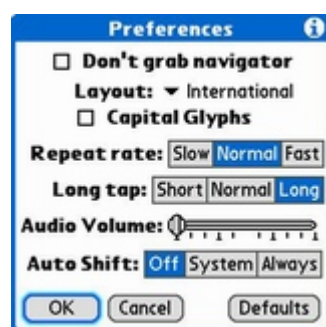 Preferences i
Don't grab navigator
Layout: International
Capital Glyphs
Repeat rate: Slow Normal Fast
Long tap: Short Normal Long
Audio Volume:
Auto Shift: Off System Always
OK Cancel Defaults